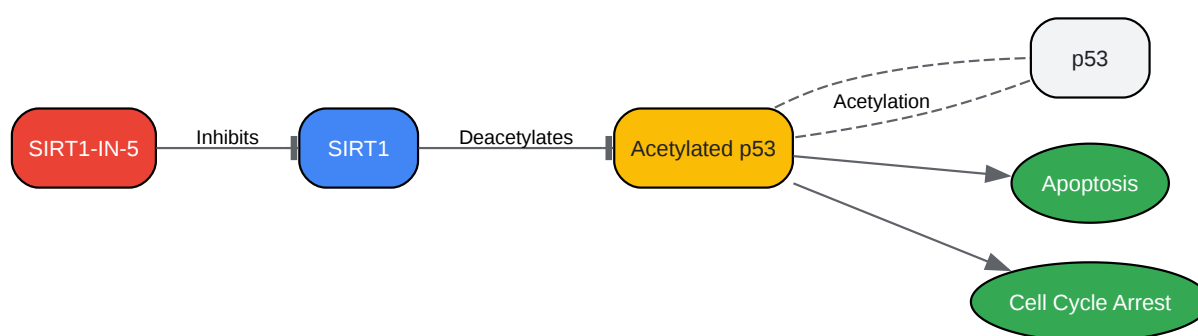 SIRT1-IN-5
Inhibits
SIRT1
Deacetylates
Acetylated p53
Acetylation
p53
Apoptosis
Cell Cycle Arrest